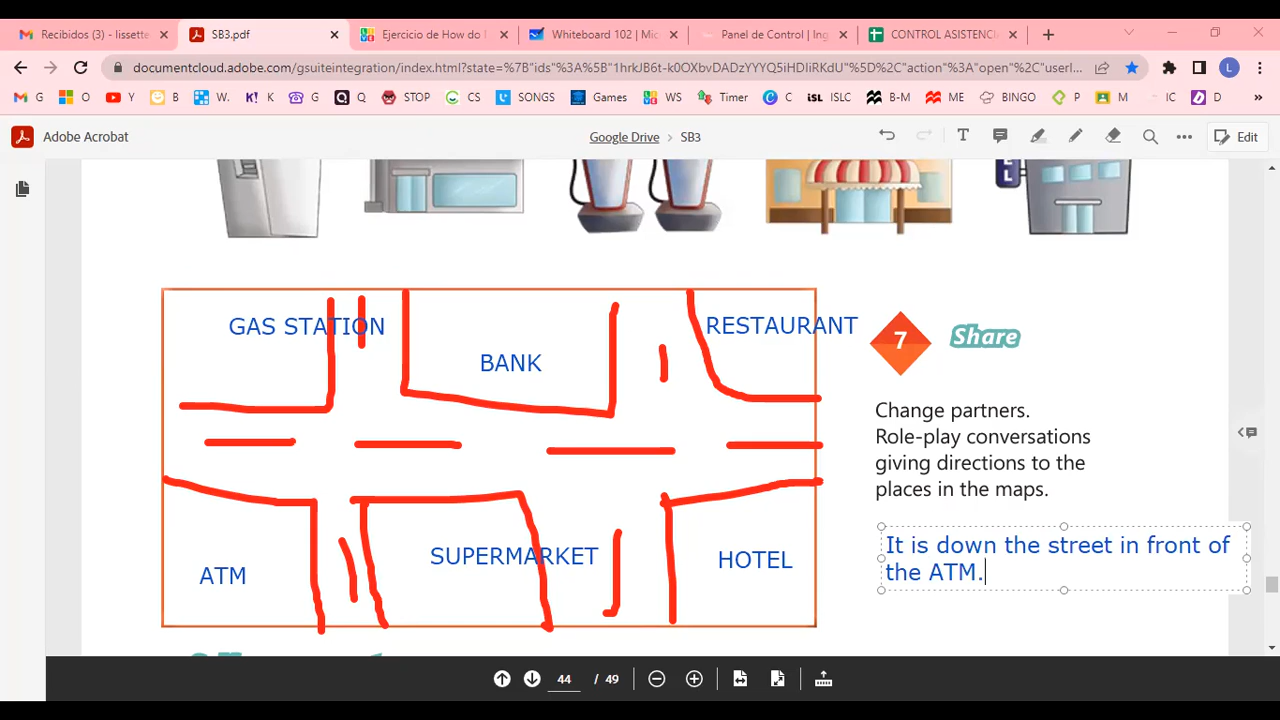 Recibidos (3) - lissette
SB3.pdf
Ejercicio de How do I
Whiteboard 102 | Mic
Panel de Control | Ing
CONTROL ASISTENCI
documentcloud.adobe.com/gsuiteintegration/index.html?state=%7B"ids"%3A%5B"1hrkJB6t-k0OXbvDADzYYYQ5iHDIiRKdU"%5D%2C"action"%3A"open"%2C"userI...
L
G O Y B W. K! K G Q STOP CS SONGS Games WS Timer C ISLC B-M ME BINGO P M IC D
Adobe Acrobat
Google Drive > SB3
Edit
GAS STATION
BANK
RESTAURANT
ATM
SUPERMARKET
HOTEL
7 Share
Change partners.
Role-play conversations
giving directions to the
places in the maps.
It is down the street in front of
the ATM.
44 / 49